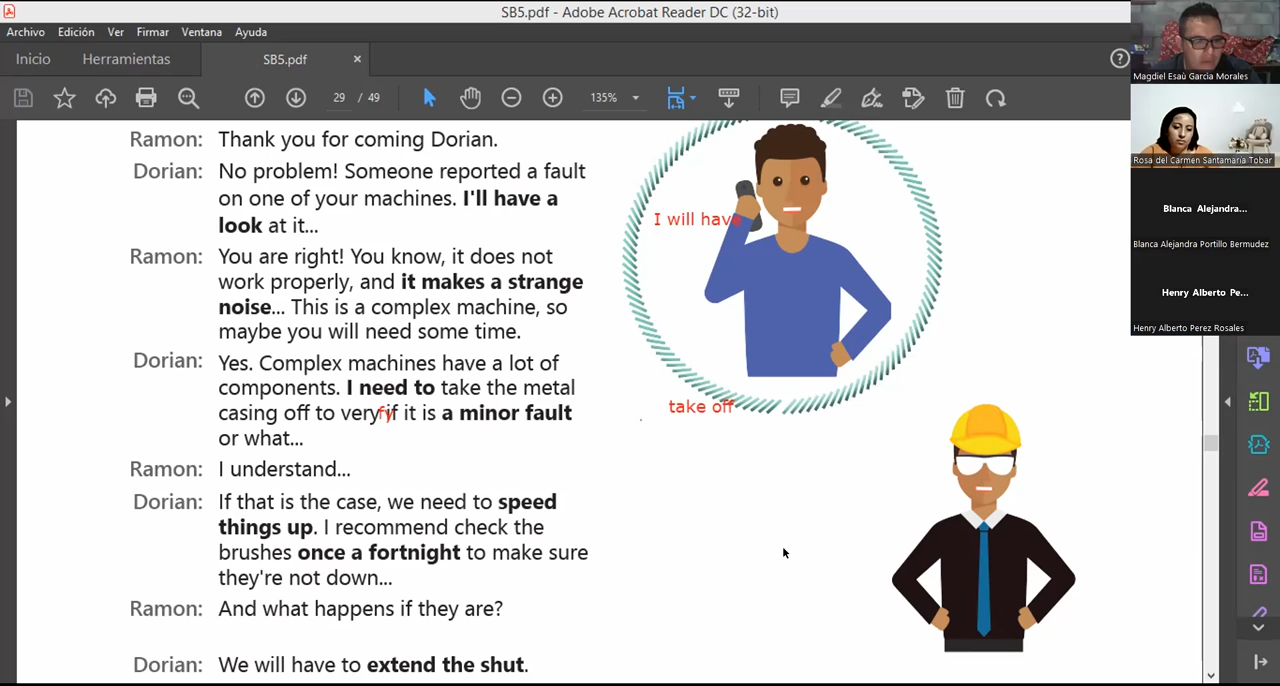 SB5.pdf - Adobe Acrobat Reader DC (32-bit)
Archivo Edición Ver Firmar Ventana Ayuda
Inicio Herramientas SB5.pdf ×
29 / 49 135%
Ramon: Thank you for coming Dorian.
Dorian: No problem! Someone reported a fault
on one of your machines. I'll have a
look at it...
I will have
Ramon: You are right! You know, it does not
work properly, and it makes a strange
noise... This is a complex machine, so
maybe you will need some time.
Dorian: Yes. Complex machines have a lot of
components. I need to take the metal
casing off to very if it is a minor fault
fy
or what...
take off
Ramon: I understand...
Dorian: If that is the case, we need to speed
things up. I recommend check the
brushes once a fortnight to make sure
they're not down...
Ramon: And what happens if they are?
Dorian: We will have to extend the shut.
Magdiel Esaù Garcia Morales
Rosa del Carmen Santamaria Tobar
Blanca Alejandra...
Blanca Alejandra Portillo Bermudez
Henry Alberto Pe...
Henry Alberto Perez Rosales